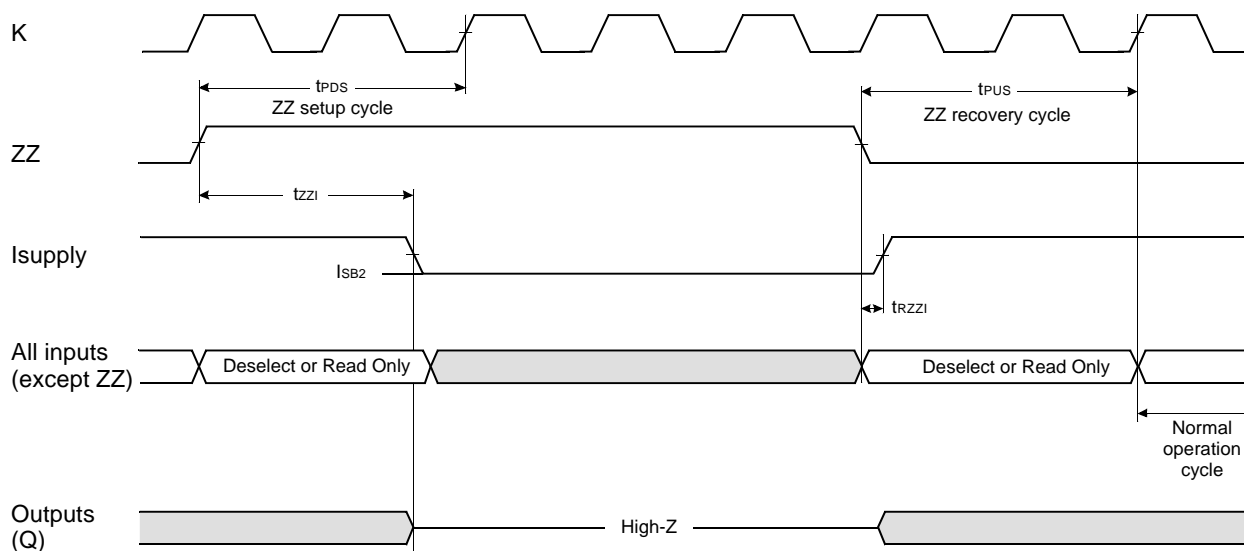 K
tPDS
ZZ setup cycle
tPUS
ZZ recovery cycle
ZZ
tZZI
Isupply
ISB2
tRZZI
All inputs
(except ZZ)
Deselect or Read Only
Deselect or Read Only
Normal
operation
cycle
Outputs
(Q)
High-Z